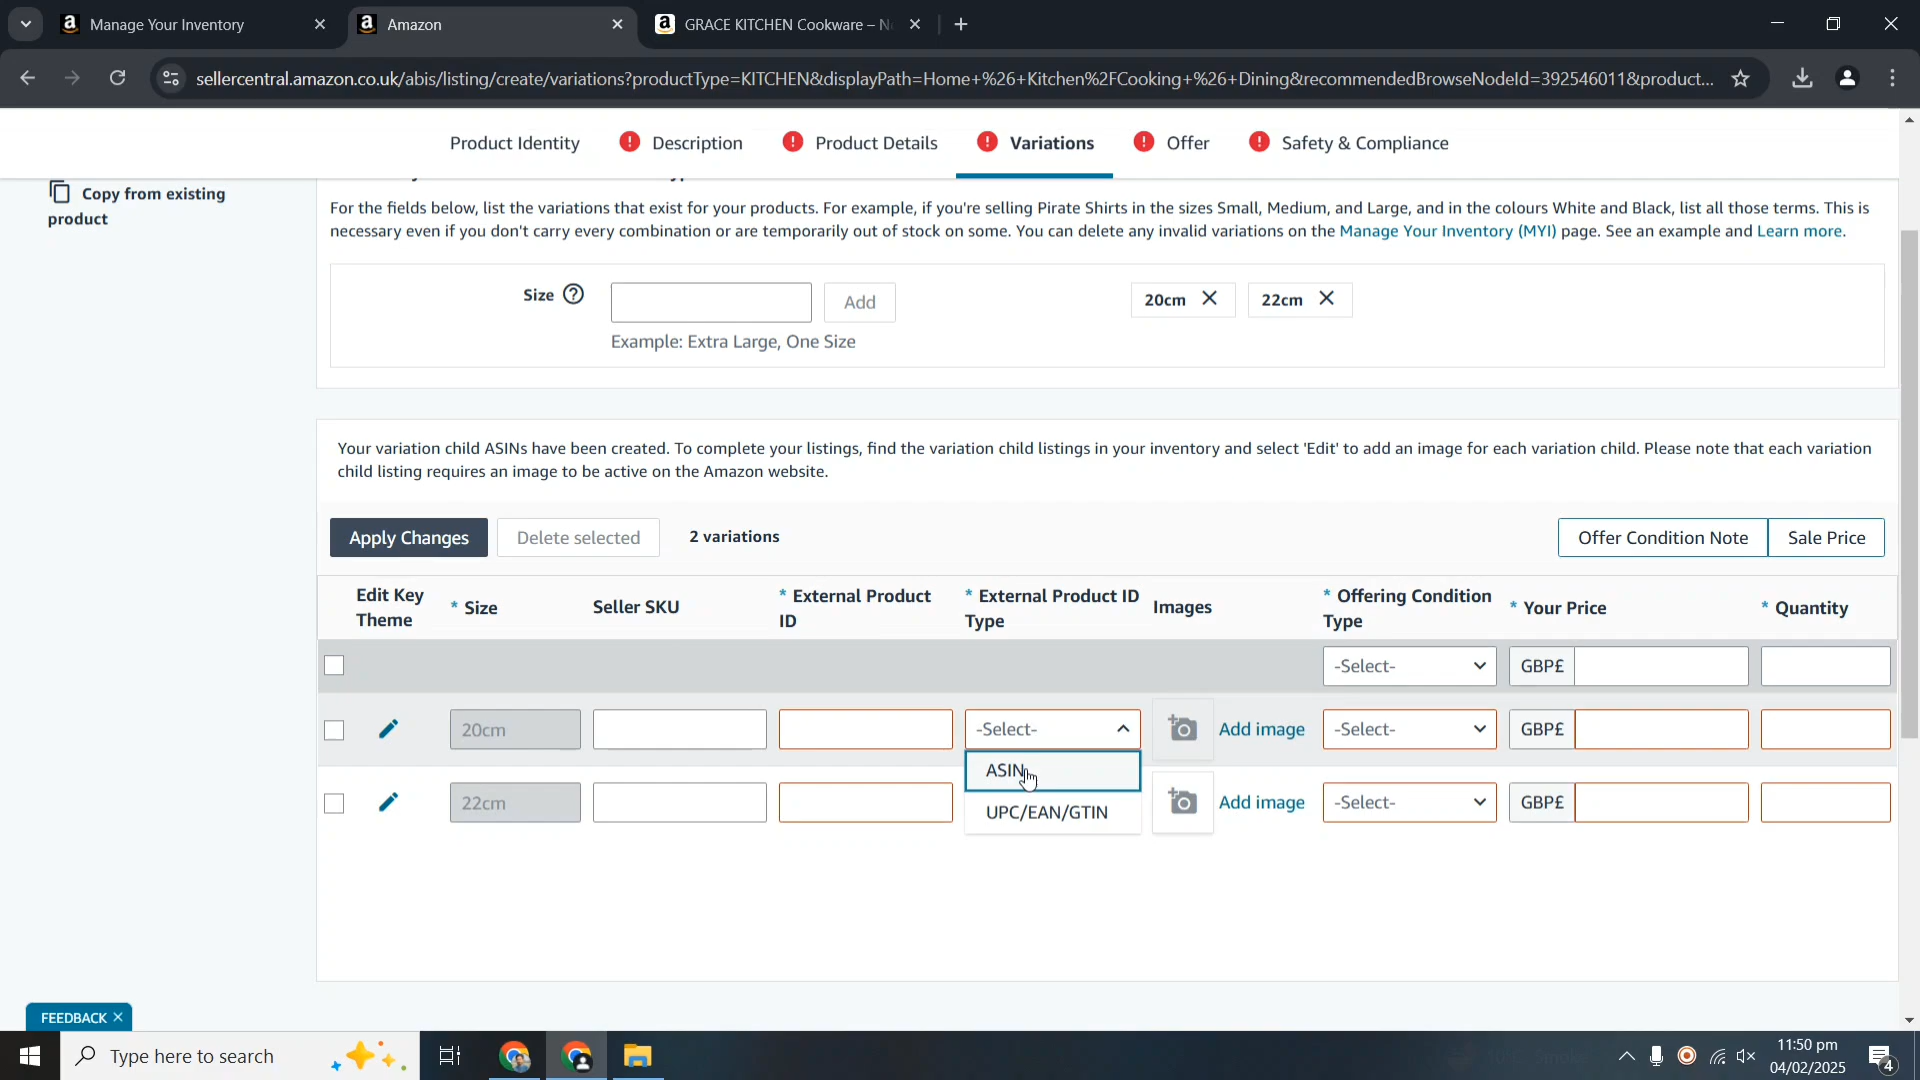 Manage Your Inventory
Amazon
GRACE KITCHEN Cookware – N
sellercentral.amazon.co.uk/abis/listing/create/variations?productType=KITCHEN&displayPath=Home+%26+Kitchen%2FCooking+%26+Dining&recommendedBrowseNodeId=392546011&product...
Product Identity
Description
Product Details
Variations
Offer
Safety & Compliance
Copy from existing
product
For the fields below, list the variations that exist for your products. For example, if you're selling Pirate Shirts in the sizes Small, Medium, and Large, and in the colours White and Black, list all those terms. This is
necessary even if you don't carry every combination or are temporarily out of stock on some. You can delete any invalid variations on the Manage Your Inventory (MYI) page. See an example and Learn more.
Size
Add
20cm
22cm
Example: Extra Large, One Size
Your variation child ASINs have been created. To complete your listings, find the variation child listings in your inventory and select 'Edit' to add an image for each variation child. Please note that each variation
child listing requires an image to be active on the Amazon website.
Apply Changes
Delete selected
2 variations
Offer Condition Note
Sale Price
Edit Key
Theme
* Size
Seller SKU
* External Product
ID
* External Product ID
Type
Images
* Offering Condition
Type
* Your Price
* Quantity
-Select-
GBP£
20cm
-Select-
Add image
-Select-
GBP£
ASIN
22cm
UPC/EAN/GTIN
Add image
-Select-
GBP£
FEEDBACK
Type here to search
11:50 pm
04/02/2025
4